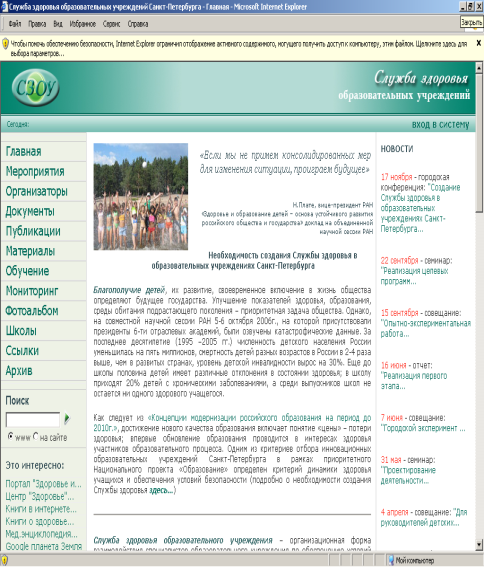 Служба здоровья образовательных учреждений Санкт-Петербурга - Главная - Microsoft Internet Explorer
Файл Правка Вид Избранное Сервис Справка
Закрыть
Чтобы помочь обеспечению безопасности, Internet Explorer ограничил отображение активного содержимого, могущего получить доступ к компьютеру, этим файлом. Щелкните здесь для
выбора параметров...
СЗОУ
Служба здоровья
образовательных учреждений
Сегодня:
вход в систему
Главная
Мероприятия
Организаторы
Документы
Публикации
Материалы
Обучение
Мониторинг
Фотоальбом
Школы
Ссылки
Архив
Поиск
www на сайте
Это интересно:
Портал "Здоровье и...
Центр "Здоровье"...
Книги в интернете...
Книги о здоровье...
Мед.энциклопедия...
Google планета Земля
«Если мы не примем консолидированных мер
для изменения ситуации, проиграем будущее»
Н.Платэ, вице-президент РАН
«Здоровье и образование детей – основа устойчивого развития
российского общества и государства» доклад на объединенной
научной сессии РАН
Необходимость создания Службы здоровья в
образовательных учреждениях Санкт-Петербурга
Благополучие детей, их развитие, своевременное включение в жизнь общества
определяют будущее государства. Улучшение показателей здоровья, образования,
среды обитания подрастающего поколения – приоритетная задача общества. Однако,
на совместной научной сессии РАН 5-6 октября 2006г., на которой присутствовали
президенты 6-ти отраслевых академий, были озвучены катастрофические данные. За
последнее десятилетие (1995 –2005 гг.) численность детского населения России
уменьшилась на пять миллионов, смертность детей разных возрастов в России в 2-4 раза
выше, чем в развитых странах, уровень детской инвалидности вырос на 30%. Еще до
школы половина детей имеет различные отклонения в состоянии здоровья; в школу
приходят 20% детей с хроническими заболеваниями, а среди выпускников школ не
остается ни одного здорового учащегося.
Как следует из «Концепции модернизации российского образования на период до
2010г.», достижение нового качества образования включает понятие «цены» – потери
здоровья; впервые обновление образования проводится в интересах здоровья
участников образовательного процесса. Одним из критериев отбора инновационных
образовательных учреждений Санкт-Петербурга в рамках приоритетного
Национального проекта «Образование» определен критерий динамики здоровья
учащихся и обеспечения условий безопасности (подробно о необходимости создания
Службы здоровья здесь...)
Служба здоровья образовательного учреждения – организационная форма
взаимодействия специалистов образовательного учреждения по обеспечению условий
НОВОСТИ
17 ноября - городская
конференция: "Создание
Службы здоровья в
образовательных
учреждениях Санкт-
Петербурга...
22 сентября - семинар:
"Реализация целевых
программ...
15 сентября - совещание:
"Опытно-экспериментальная
работа...
16 июня - отчет:
"Реализация первого
этапа...
7 июня - совещание:
"Городской эксперимент ...
31 мая - семинар:
"Проектирование
деятельности...
4 апреля - совещание: "Для
руководителей детских...
Мой компьютер